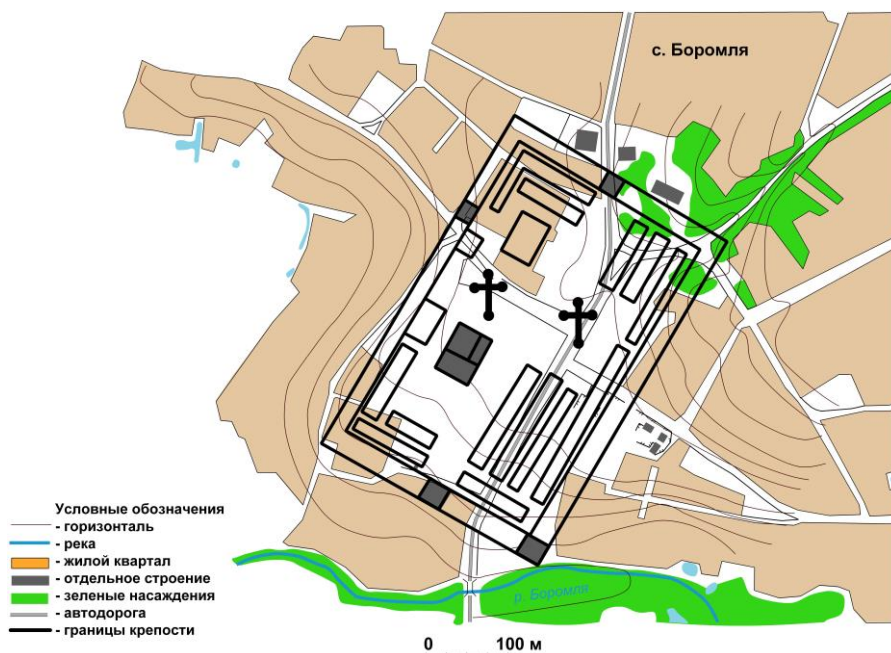 с. Боромля
Условные обозначения
- горизонталь
- река
- жилой квартал
- отдельное строение
- зеленые насаждения
- автодорога
- границы крепости
р. Боромля
0 100 м